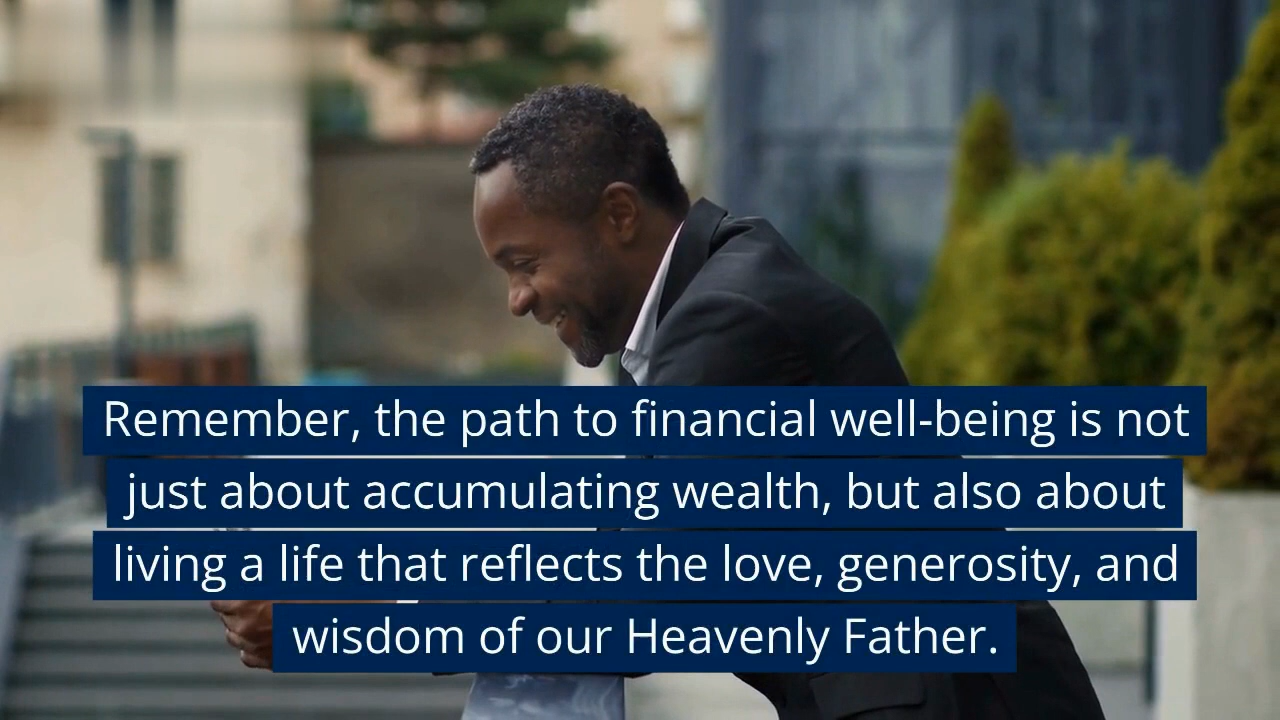 Remember, the path to financial well-being is not
just about accumulating wealth, but also about
living a life that reflects the love, generosity, and
wisdom of our Heavenly Father.